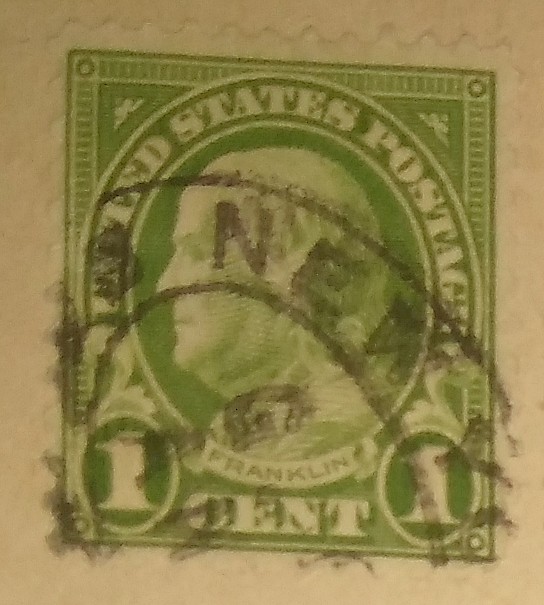 UNITED STATES POSTAGE
NEW
FRANKLIN
1 CENT 1